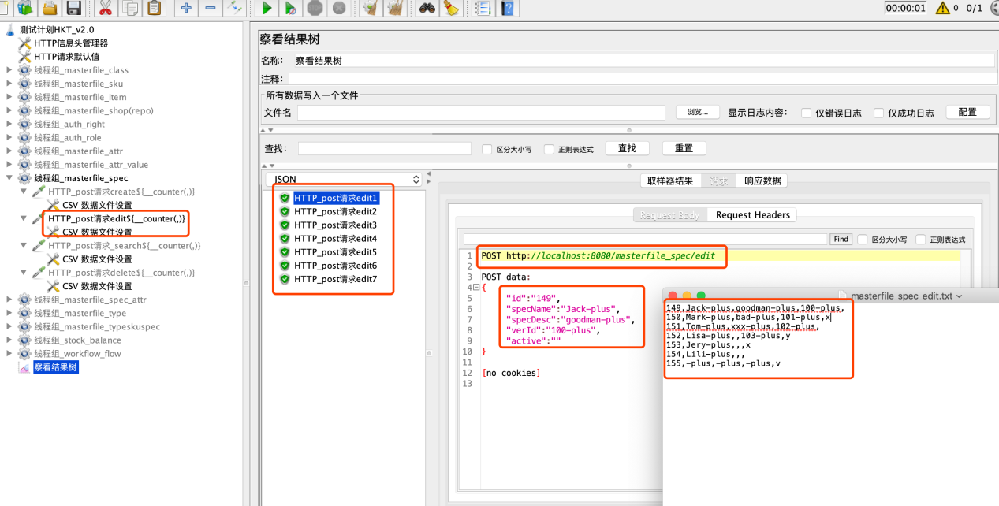 00:00:01
0
0/1
测试计划HKT_v2.0
HTTP信息头管理器
HTTP请求默认值
线程组_masterfile_class
线程组_masterfile_sku
线程组_masterfile_item
线程组_masterfile_shop(repo)
线程组_auth_right
线程组_auth_role
线程组_masterfile_attr
线程组_masterfile_attr_value
线程组_masterfile_spec
HTTP_post请求create${__counter(,)}
CSV 数据文件设置
HTTP_post请求edit${__counter(,)}
CSV 数据文件设置
HTTP_post请求_search${__counter(,)}
CSV 数据文件设置
HTTP_post请求delete${__counter(,)}
CSV 数据文件设置
线程组_masterfile_spec_attr
线程组_masterfile_type
线程组_masterfile_typeskuspec
线程组_stock_balance
线程组_workflow_flow
察看结果树
察看结果树
名称： 察看结果树
注释：
所有数据写入一个文件
文件名 浏览... 显示日志内容： 仅错误日志 仅成功日志 配置
查找： 区分大小写 正则表达式 查找 重置
JSON
HTTP_post请求edit1
HTTP_post请求edit2
HTTP_post请求edit3
HTTP_post请求edit4
HTTP_post请求edit5
HTTP_post请求edit6
HTTP_post请求edit7
取样器结果 请求 响应数据
Request Body Request Headers
Find 区分大小写 正则表达式
1 POST http://localhost:8080/masterfile_spec/edit
2
3 POST data:
4 {
5 "id":"149",
6 "specName":"Jack-plus",
7 "specDesc":"goodman-plus",
8 "verId":"100-plus",
9 "active":""
10 }
11
12 [no cookies]
13
masterfile_spec_edit.txt
149,Jack-plus,goodman-plus,100-plus,
150,Mark-plus,bad-plus,101-plus,x
151,Tom-plus,xxx-plus,102-plus,
152,Lisa-plus,,103-plus,y
153,Jery-plus,,,x
154,Lili-plus,,,
155,-plus,-plus,-plus,v